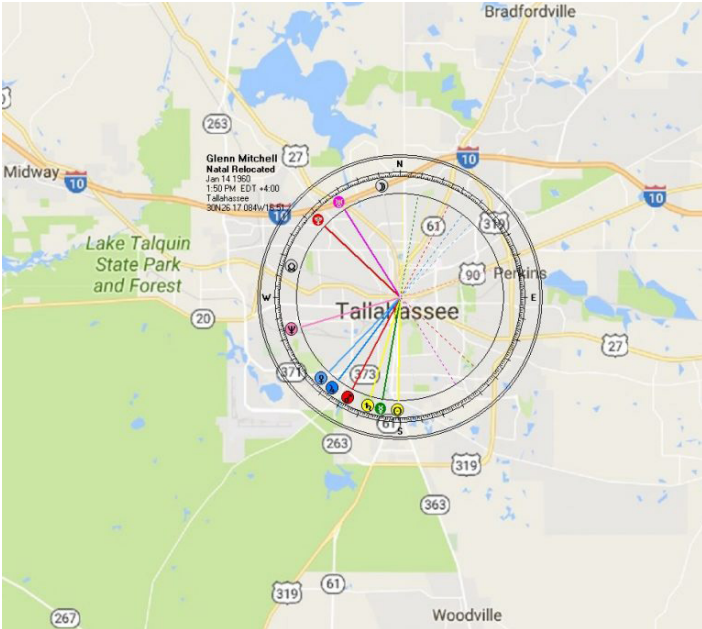 Bradfordville
263
27
10
N
Midway
10
Glenn Mitchell
Natal Relocated
Jan 14 1960
1:50 PM EDT +4:00
Tallahassee
10
10
61
319
Lake Talquin
State Park
and Forest
90
Perkins
W
E
Tallahassee
20
27
371
373
61
S
263
319
363
61
319
267
Woodville